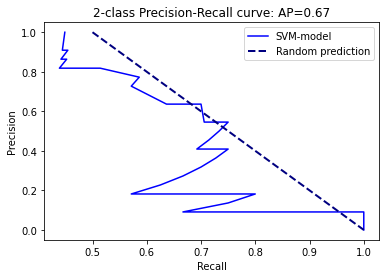 2-class Precision-Recall curve: AP=0.67
SVM-model
Random prediction
Precision
1.0
0.8
0.6
0.4
0.2
0.0
0.5 0.6 0.7 0.8 0.9 1.0
Recall